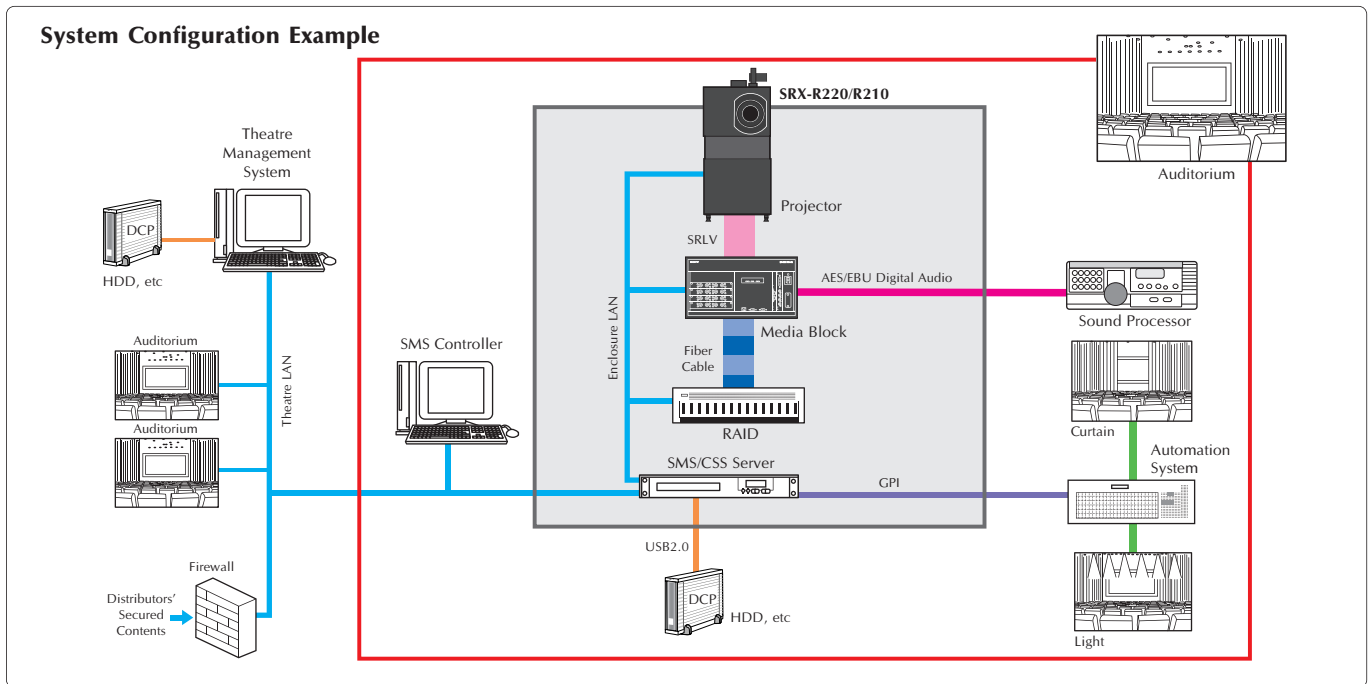 System Configuration Example
SRX-R220/R210
Auditorium
Theatre
Management
System
DCP
HDD, etc
Projector
SRLV
AES/EBU Digital Audio
Sound Processor
Media Block
Enclosure LAN
Fiber
Cable
Auditorium
Theatre LAN
SMS Controller
RAID
Curtain
Auditorium
Automation
System
SMS/CSS Server
GPI
USB2.0
Firewall
Distributors'
Secured
Contents
DCP
HDD, etc
Light